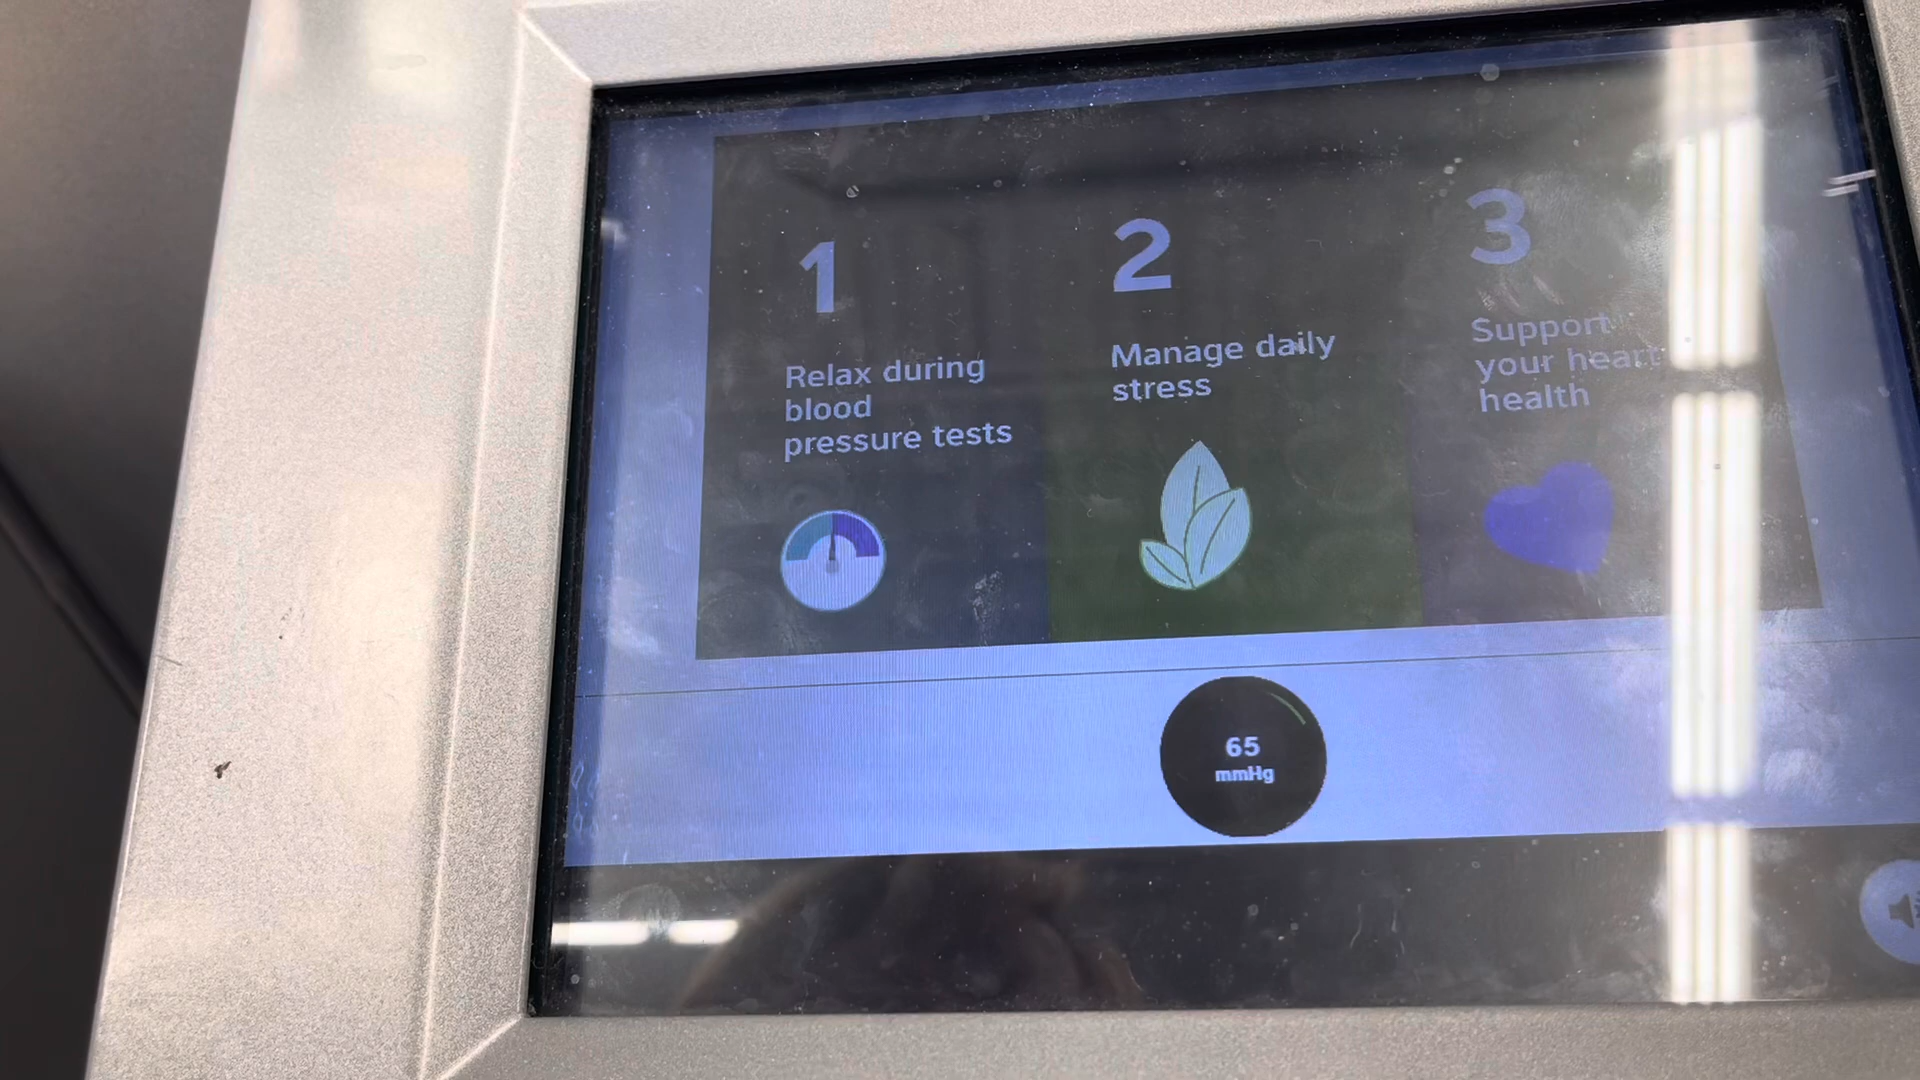 1
Relax during
blood
pressure tests
2
Manage daily
stress
3
Support
your heart
health
65
mmHg